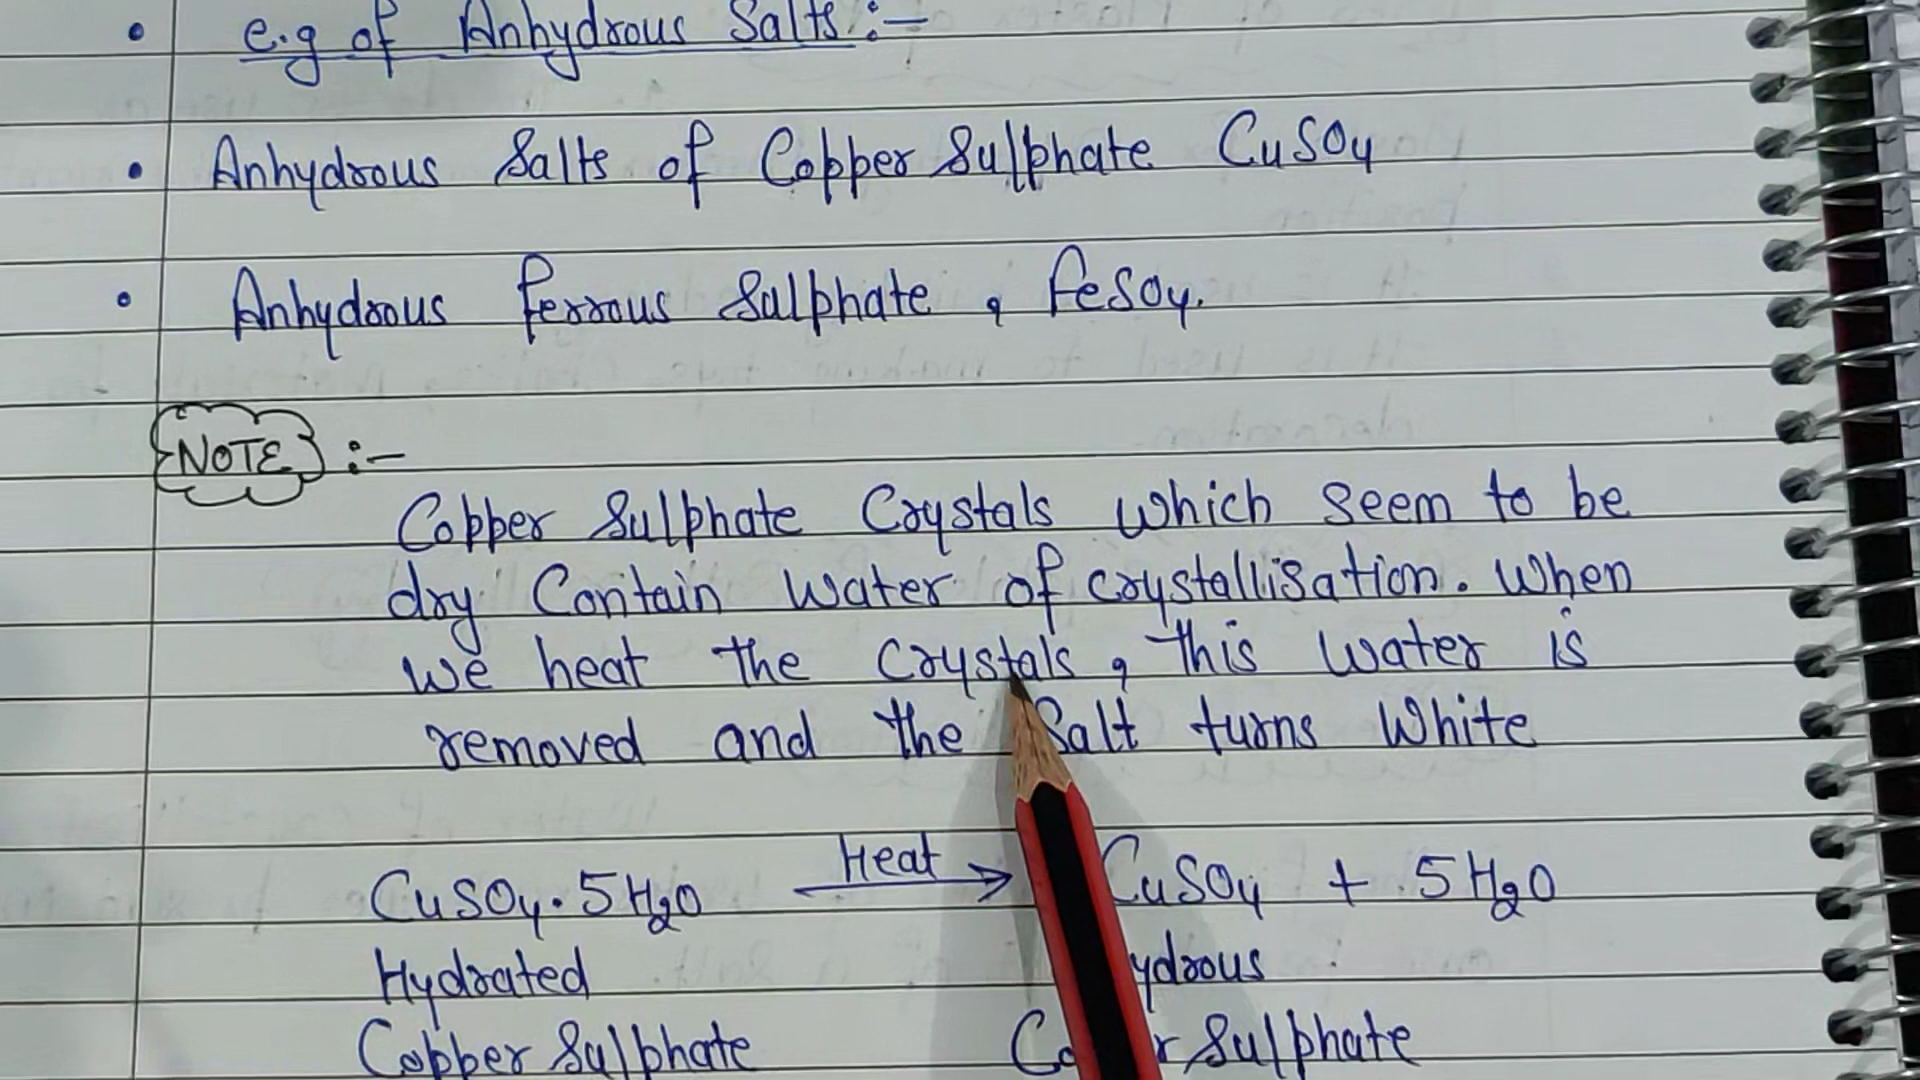 • e.g of Anhydrous Salts :-
• Anhydrous Salts of Copper Sulphate CuSO4
• Anhydrous ferrous Sulphate, FeSO4.
NOTE :-
Copper Sulphate Crystals which seem to be
dry Contain water of crystallisation. When
we heat the Crystals, this water is
removed and the Salt turns White
CuSO4·5H2O Heat → CuSO4 + 5H2O
Hydrated ydrous
Copper Sulphate Co r Sulphate